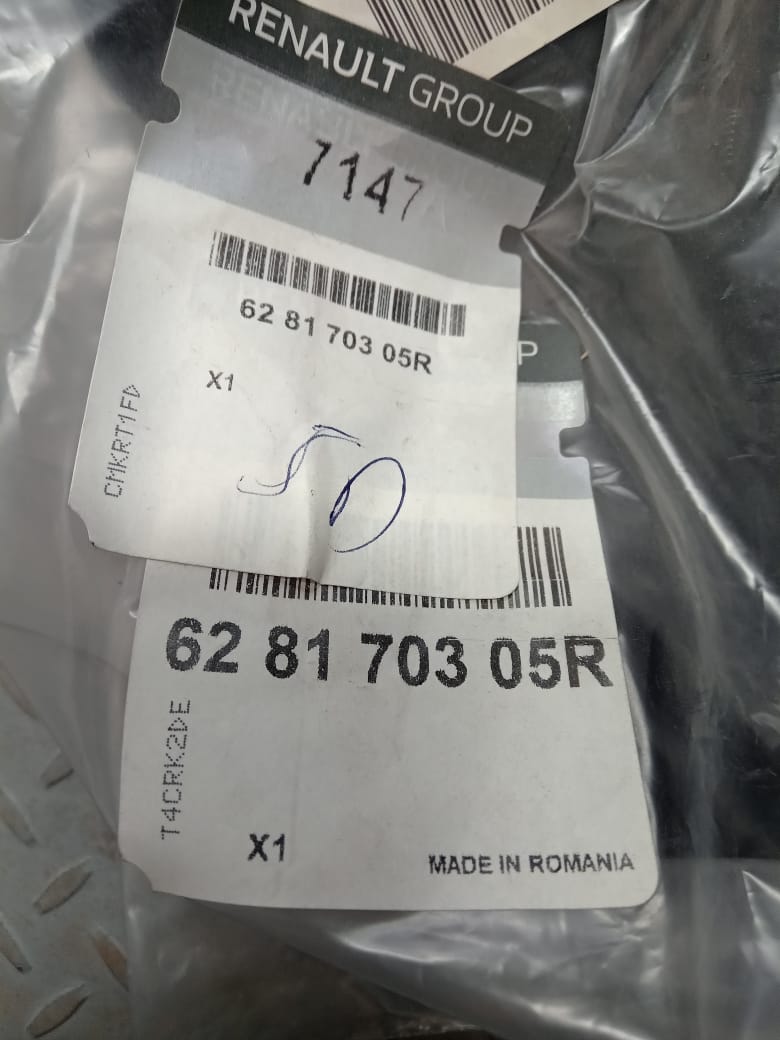 RENAULT GROUP
7147
62 81 703 05R
X1
CMKRT1FD
50
P
62 81 703 05R
T4CRK2DE
X1
MADE IN ROMANIA